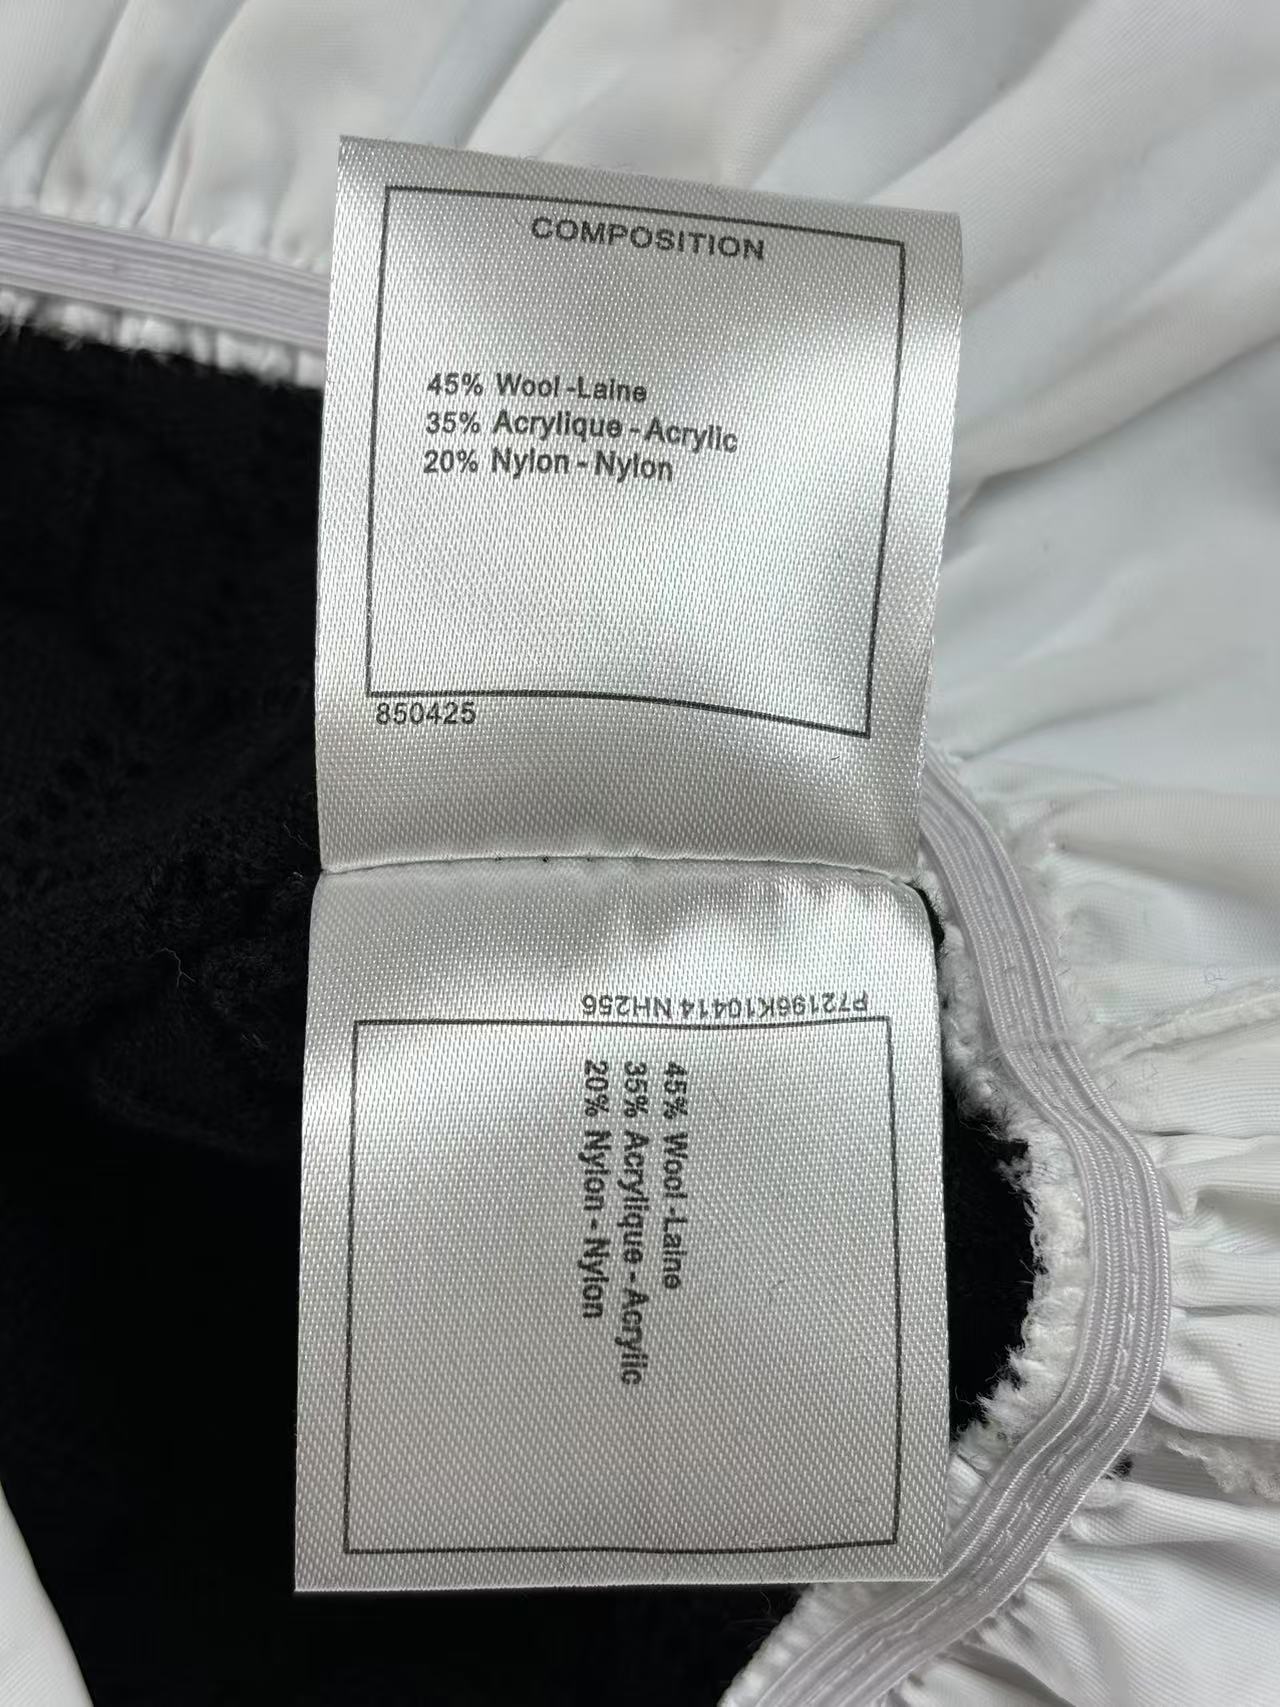 COMPOSITION
45% Wool -Laine
35% Acrylique - Acrylic
20% Nylon - Nylon
850425
P72196K10414 NH256
45% Wool -Laine
35% Acrylique - Acrylic
20% Nylon - Nylon